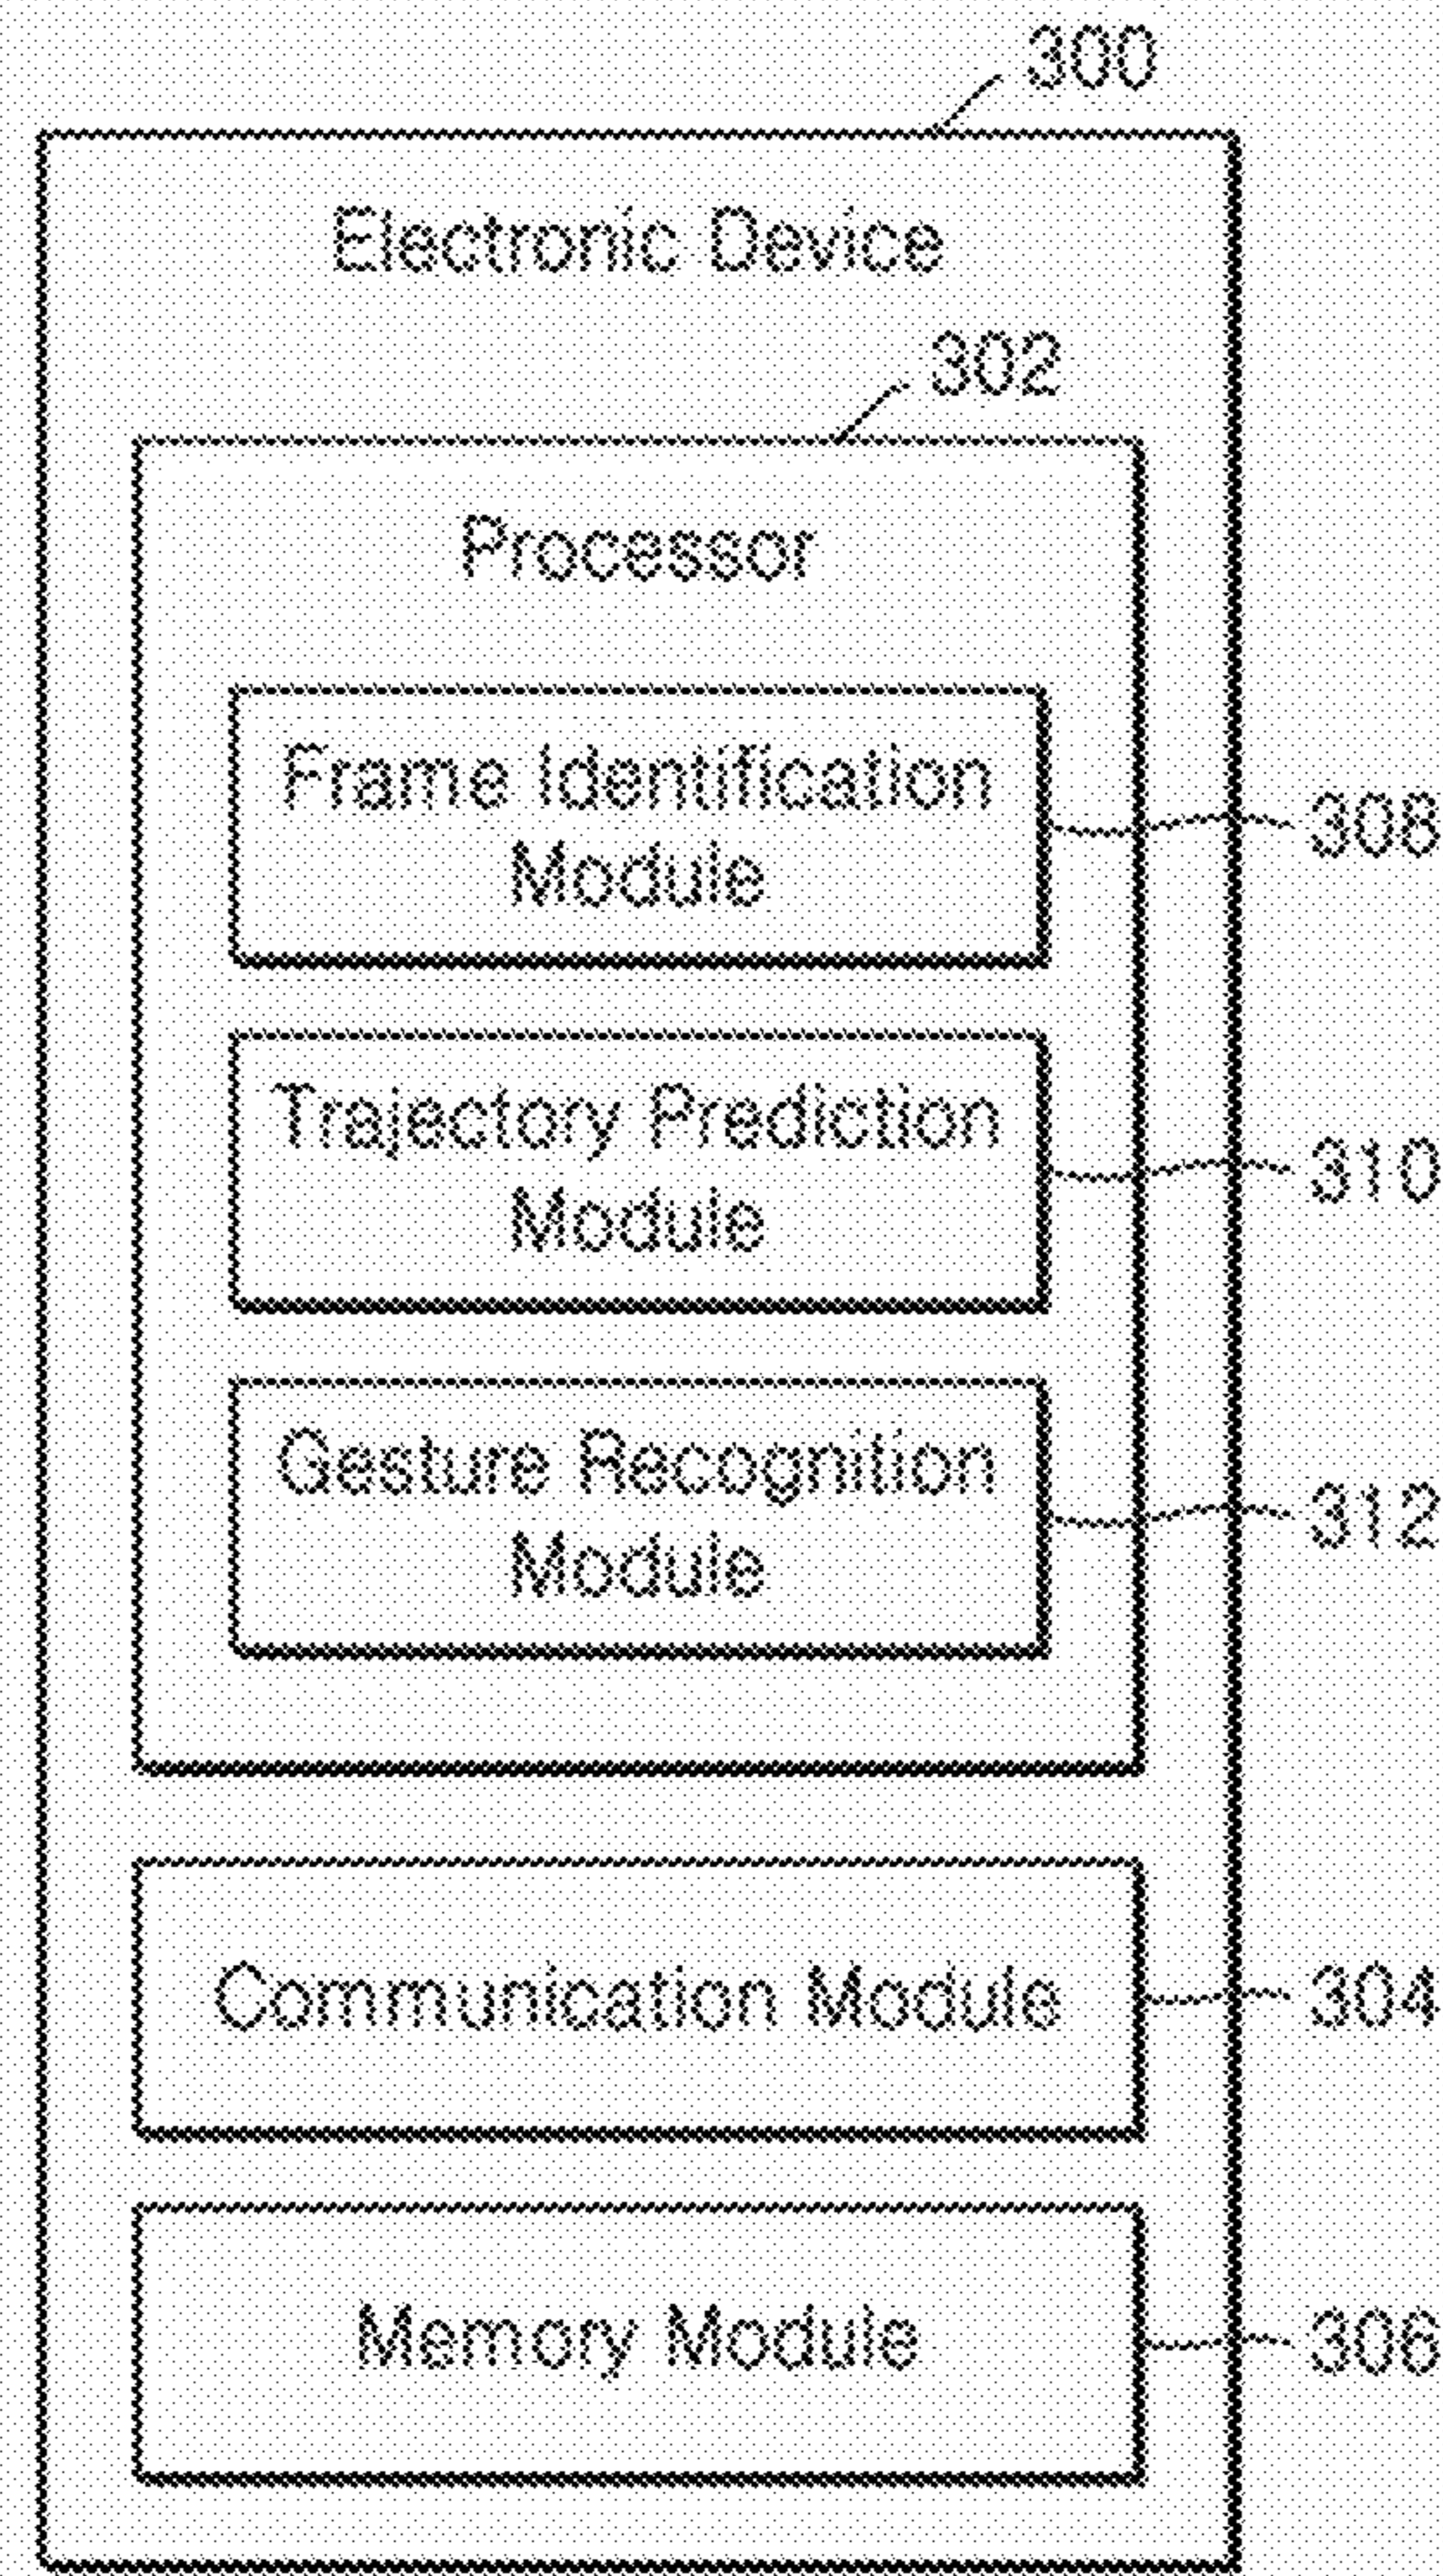 300
Electronic Device
302
Processor
Frame Identification
Module
308
Trajectory Prediction
Module
310
Gesture Recognition
Module
312
Communication Module
304
Memory Module
306